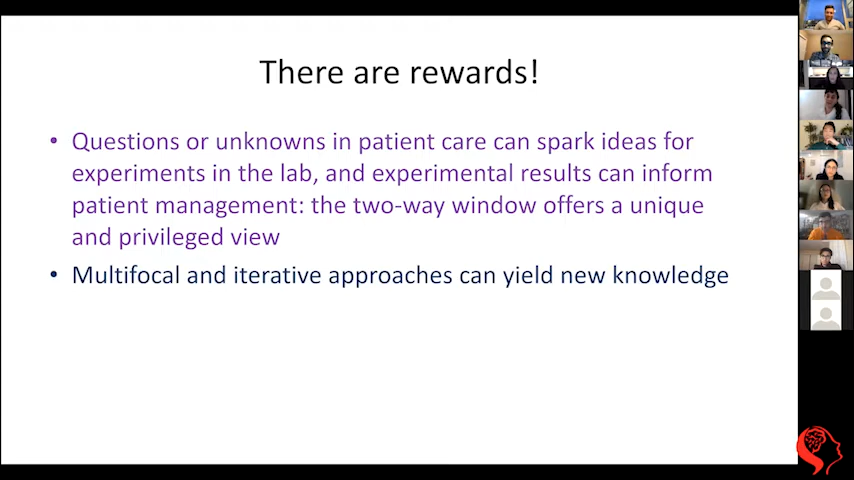 There are rewards!
• Questions or unknowns in patient care can spark ideas for
experiments in the lab, and experimental results can inform
patient management: the two-way window offers a unique
and privileged view
• Multifocal and iterative approaches can yield new knowledge